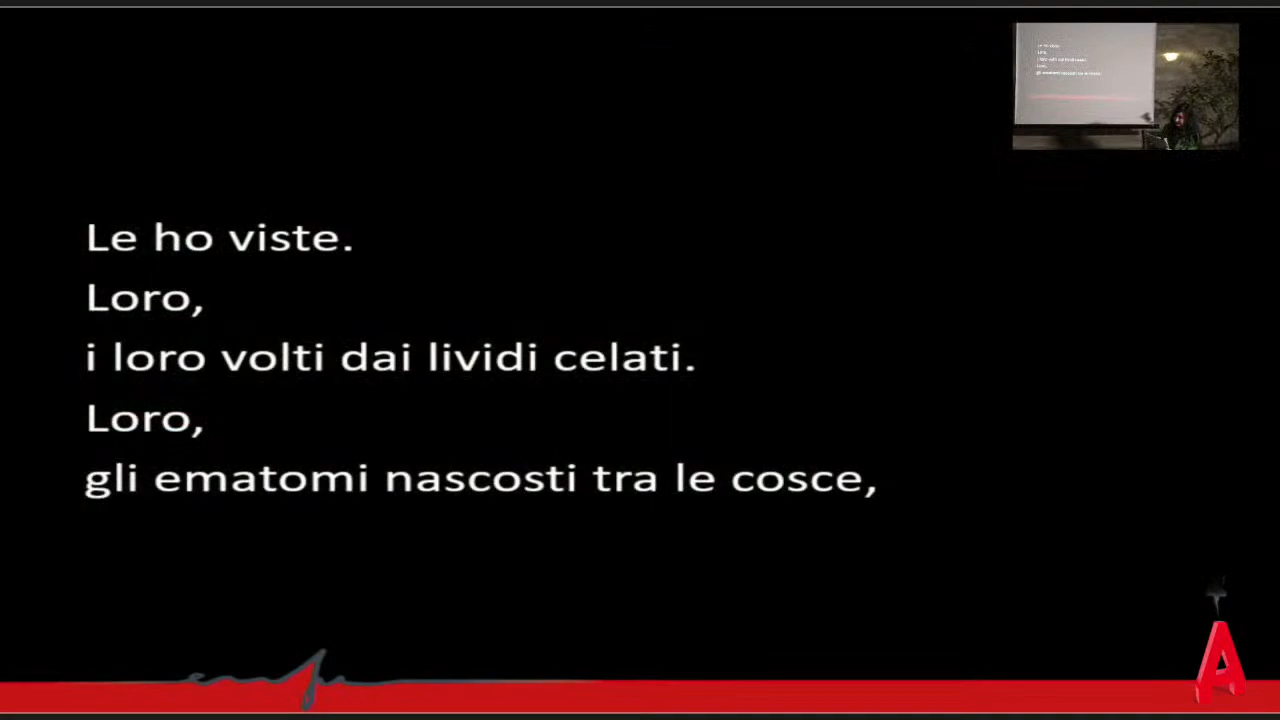 Le ho viste.
Loro,
i loro volti dai lividi celati.
Loro,
gli ematomi nascosti tra le cosce,
A